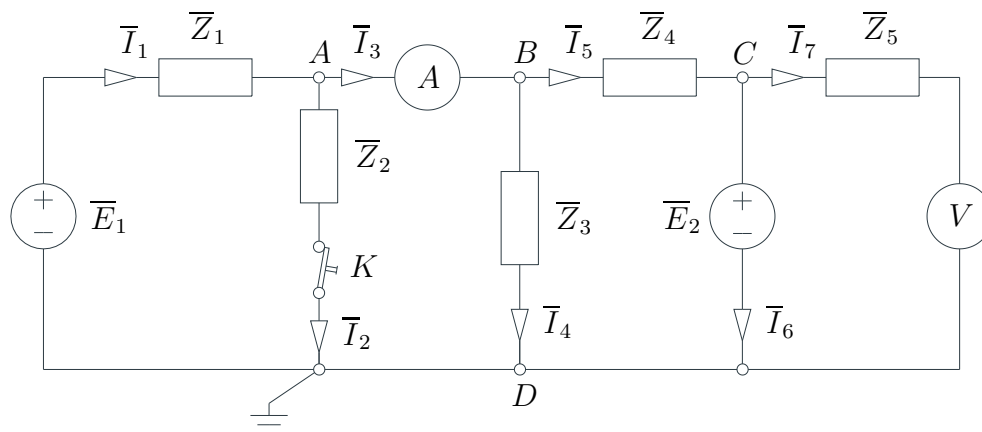 I̅₁ Z̅₁ A I̅₃ A B I̅₅ Z̅₄ C I̅₇ Z̅₅
Z̅₂
+ E̅₁ − Z̅₃ E̅₂ + − V
K
I̅₂ I̅₄ I̅₆
D